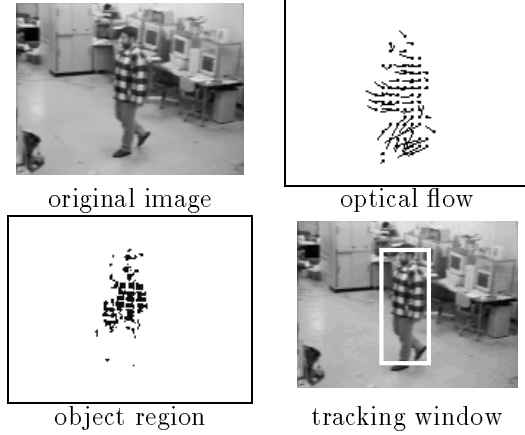 original image
optical flow
object region
tracking window